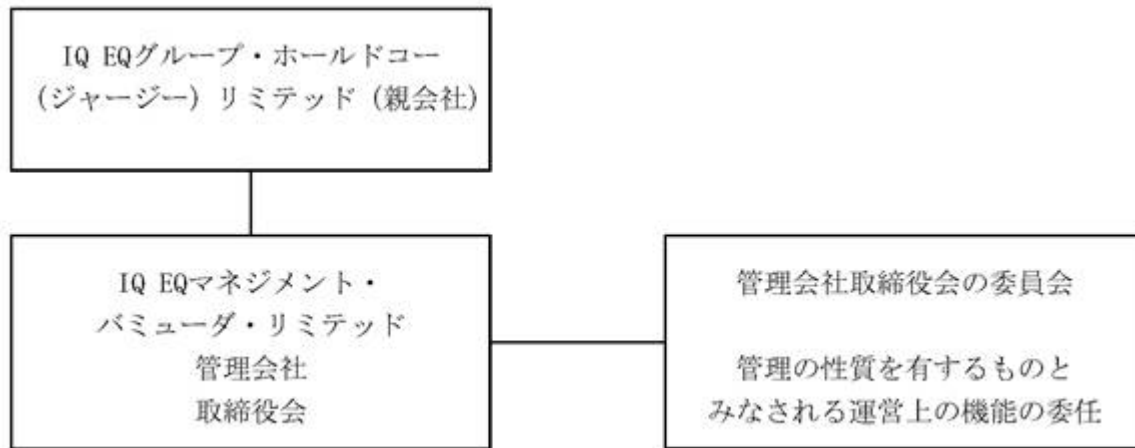 IQ EQグループ・ホールドコー
(ジャージー) リミテッド (親会社)
IQ EQマネジメント・
バミューダ・リミテッド
管理会社
取締役会
管理会社取締役会の委員会
管理の性質を有するものと
みなされる運営上の機能の委任